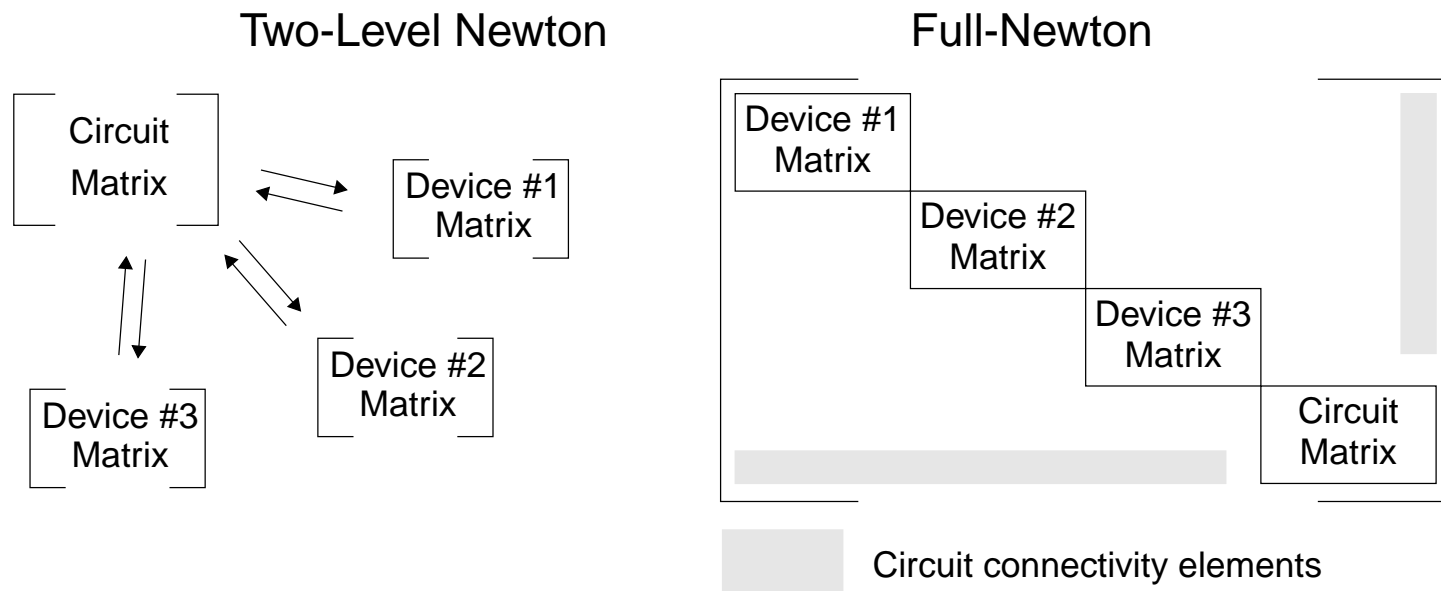 Two-Level Newton
Circuit
Matrix
Device #1
Matrix
Device #2
Matrix
Device #3
Matrix
Full-Newton
Device #1
Matrix
Device #2
Matrix
Device #3
Matrix
Circuit
Matrix
Circuit connectivity elements